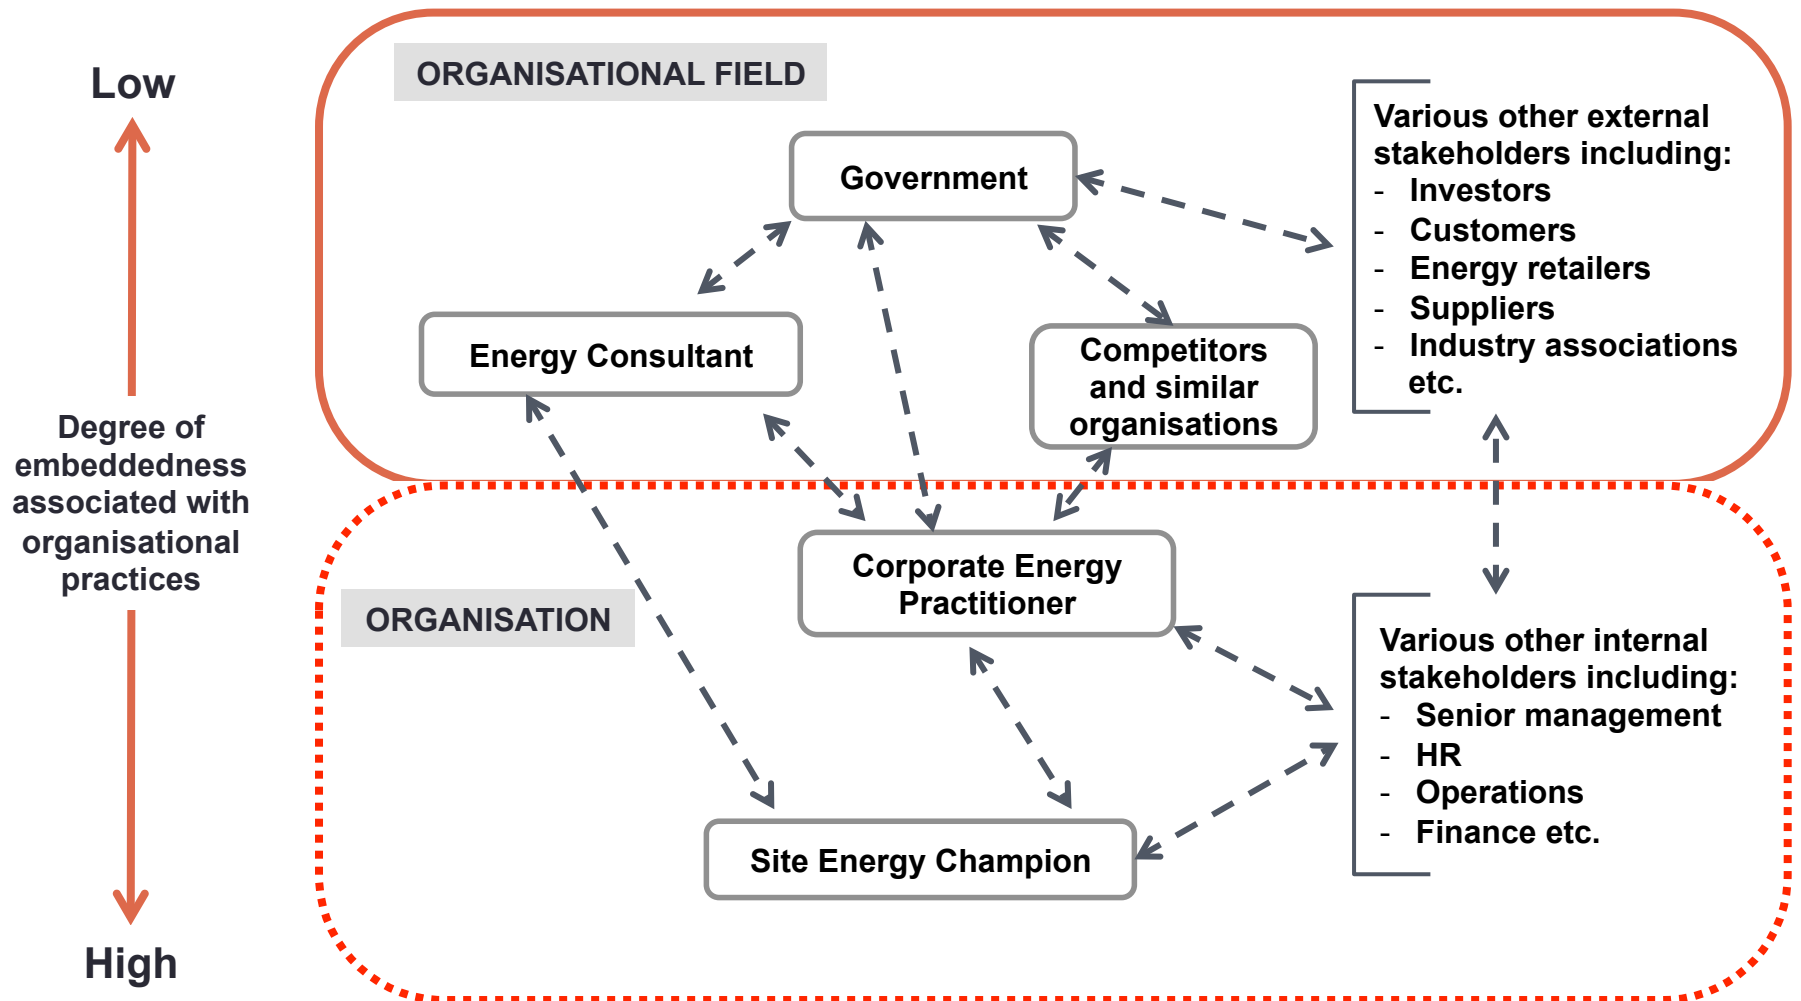 Low
Degree of
embeddedness
associated with
organisational
practices
High
ORGANISATIONAL FIELD
Government
Energy Consultant
Competitors
and similar
organisations
Various other external
stakeholders including:
- Investors
- Customers
- Energy retailers
- Suppliers
- Industry associations
etc.
ORGANISATION
Corporate Energy
Practitioner
Site Energy Champion
Various other internal
stakeholders including:
- Senior management
- HR
- Operations
- Finance etc.